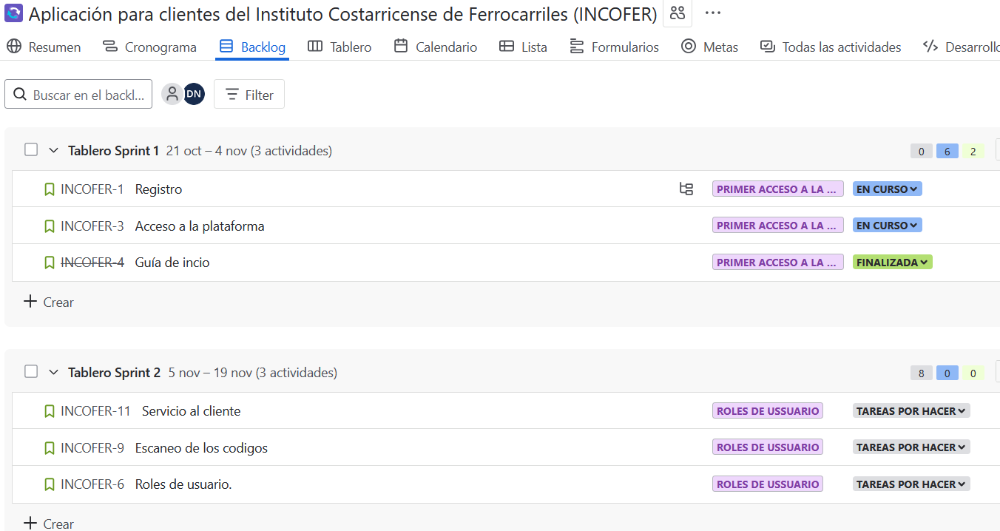 Aplicación para clientes del Instituto Costarricense de Ferrocarriles (INCOFER)
Resumen Cronograma Backlog Tablero Calendario Lista Formularios Metas Todas las actividades Desarrollo
Buscar en el backl... DN Filter
Tablero Sprint 1 21 oct – 4 nov (3 actividades) 0 6 2
INCOFER-1 Registro PRIMER ACCESO A LA ... EN CURSO
INCOFER-3 Acceso a la plataforma PRIMER ACCESO A LA ... EN CURSO
INCOFER-4 Guía de incio PRIMER ACCESO A LA ... FINALIZADA
Crear
Tablero Sprint 2 5 nov – 19 nov (3 actividades) 8 0 0
INCOFER-11 Servicio al cliente ROLES DE USSUARIO TAREAS POR HACER
INCOFER-9 Escaneo de los codigos ROLES DE USSUARIO TAREAS POR HACER
INCOFER-6 Roles de usuario. ROLES DE USSUARIO TAREAS POR HACER
Crear